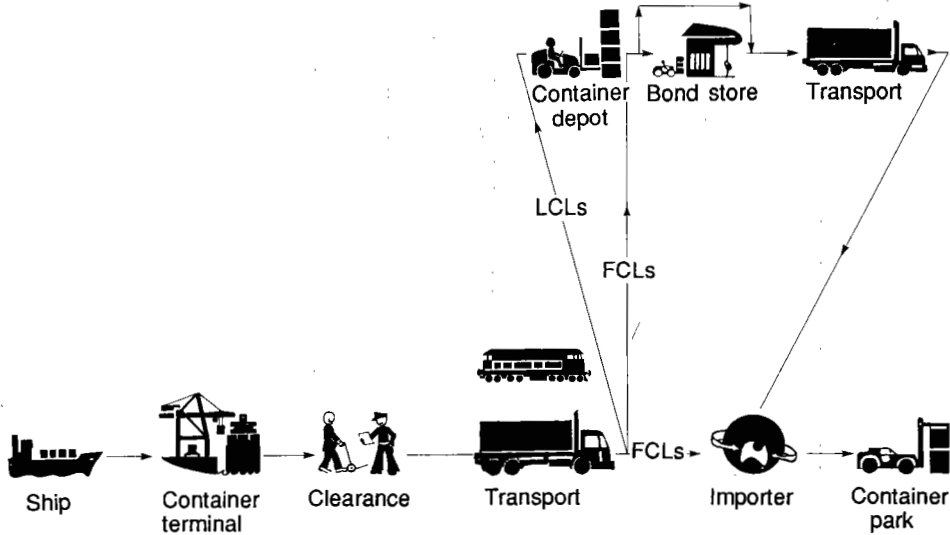 Container
depot
Bond store
Transport
LCLs
FCLs
FCLs
Ship
Container
terminal
Clearance
Transport
Importer
Container
park